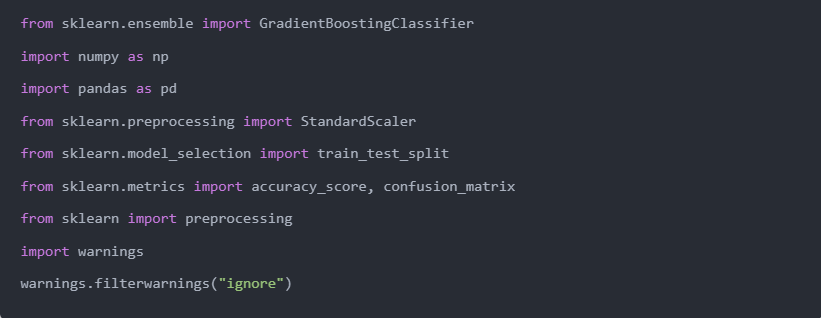 from sklearn.ensemble import GradientBoostingClassifier
import numpy as np
import pandas as pd
from sklearn.preprocessing import StandardScaler
from sklearn.model_selection import train_test_split
from sklearn.metrics import accuracy_score, confusion_matrix
from sklearn import preprocessing
import warnings
warnings.filterwarnings("ignore")